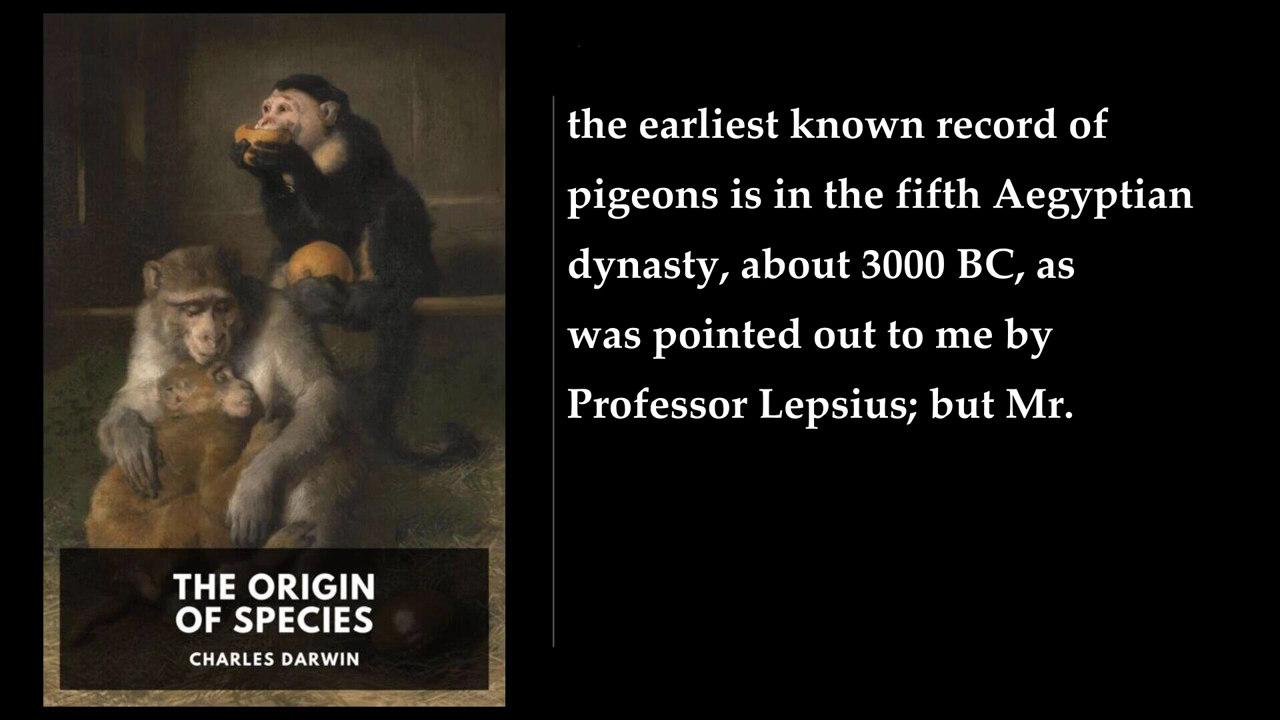 the earliest known record of
pigeons is in the fifth Aegyptian
dynasty, about 3000 BC, as
was pointed out to me by
Professor Lepsius; but Mr.
THE ORIGIN
OF SPECIES
CHARLES DARWIN